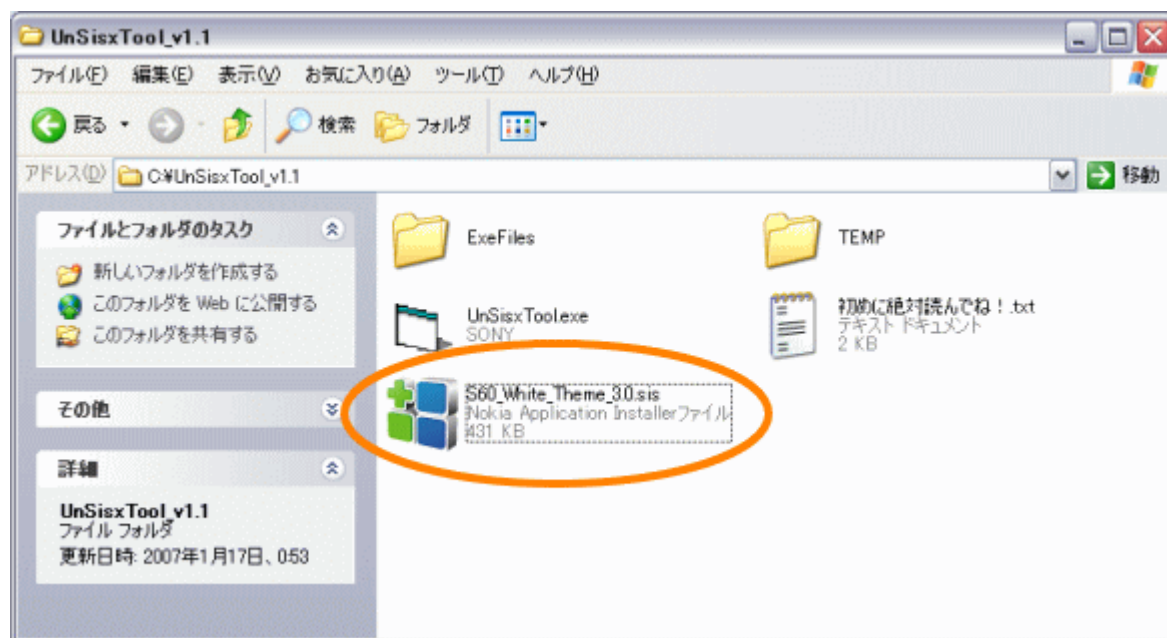 UnSisxTool_v1.1
ファイル(F) 編集(E) 表示(V) お気に入り(A) ツール(T) ヘルプ(H)
戻る 検索 フォルダ
アドレス(D) C:¥UnSisxTool_v1.1 移動
ファイルとフォルダのタスク
新しいフォルダを作成する
このフォルダを Web に公開する
このフォルダを共有する
その他
詳細
UnSisxTool_v1.1
ファイル フォルダ
更新日時: 2007年1月17日、0:53
ExeFiles
TEMP
UnSisxTool.exe
SONY
初めに絶対読んでね！.txt
テキスト ドキュメント
2 KB
S60_White_Theme_3.0.sis
Nokia Application Installerファイル
431 KB